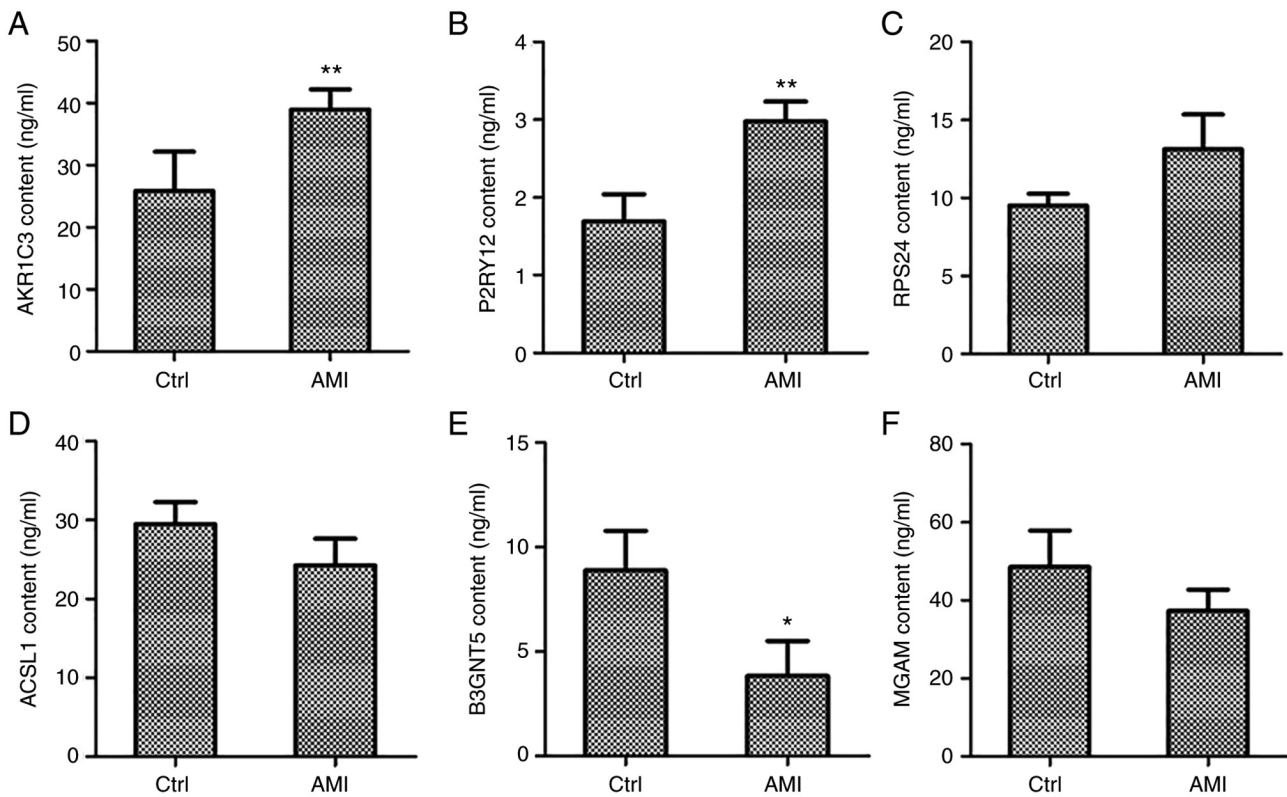 A
AKR1C3 content (ng/ml)
50
40
30
20
10
0
**
Ctrl
AMI
B
P2RY12 content (ng/ml)
4
3
2
1
0
**
Ctrl
AMI
C
RPS24 content (ng/ml)
20
15
10
5
0
Ctrl
AMI
D
ACSL1 content (ng/ml)
40
30
20
10
0
Ctrl
AMI
E
B3GNT5 content (ng/ml)
15
10
5
0
*
Ctrl
AMI
F
MGAM content (ng/ml)
80
60
40
20
0
Ctrl
AMI